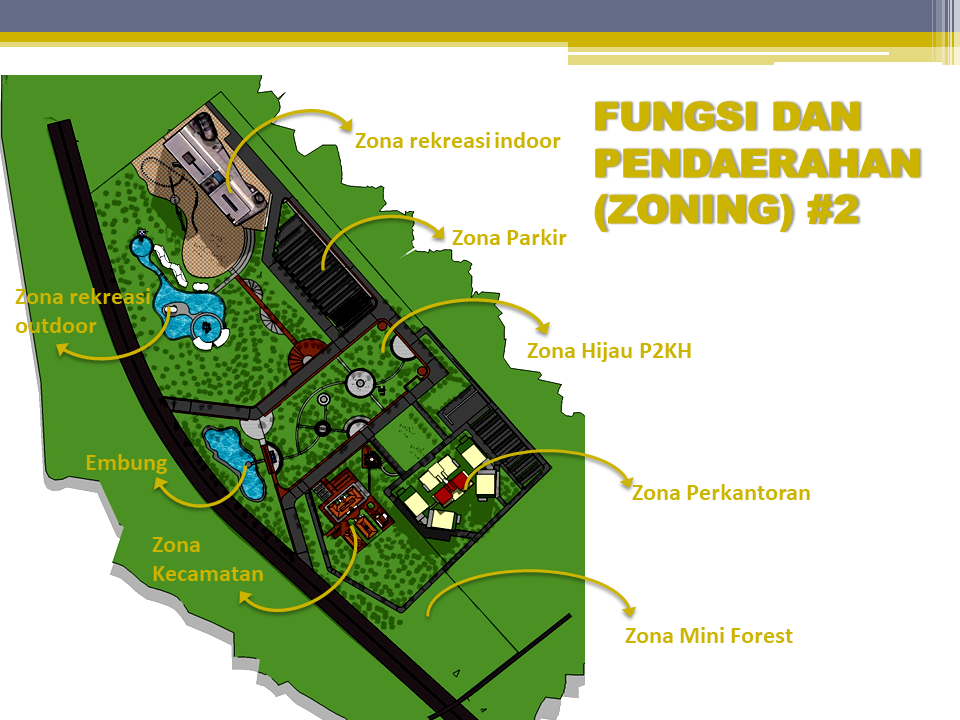 FUNGSI DAN
PENDAERAHAN
(ZONING) #2
Zona rekreasi indoor
Zona Parkir
Zona rekreasi
outdoor
Zona Hijau P2KH
Embung
Zona Perkantoran
Zona
Kecamatan
Zona Mini Forest